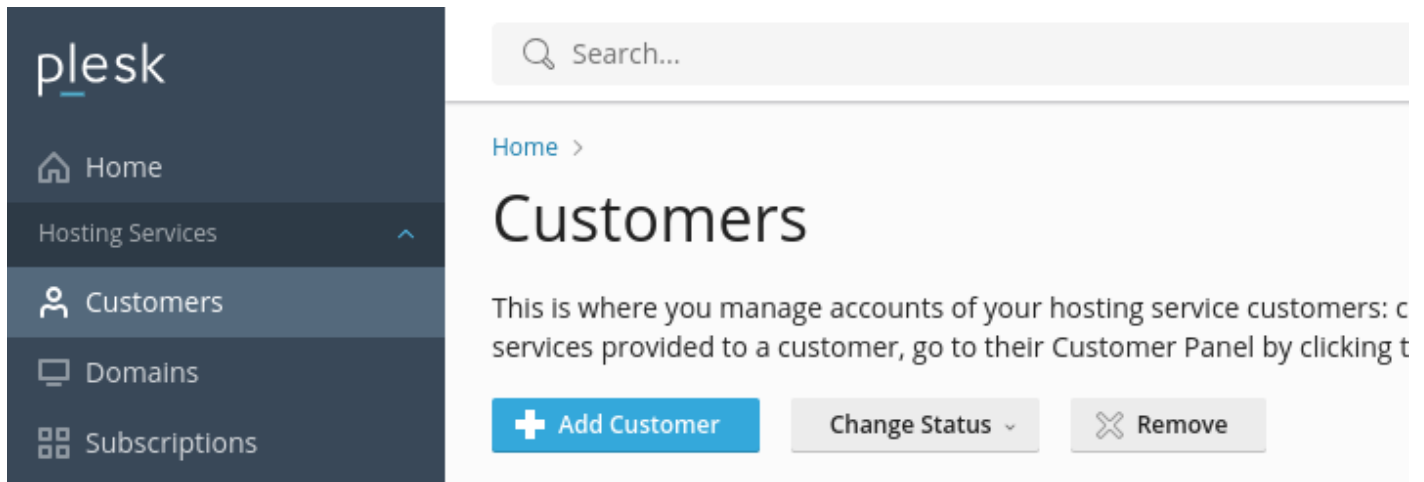 plesk
Search...
Home
Hosting Services
Customers
Domains
Subscriptions
Home >
Customers
This is where you manage accounts of your hosting service customers: c
services provided to a customer, go to their Customer Panel by clicking t
Add Customer
Change Status
Remove